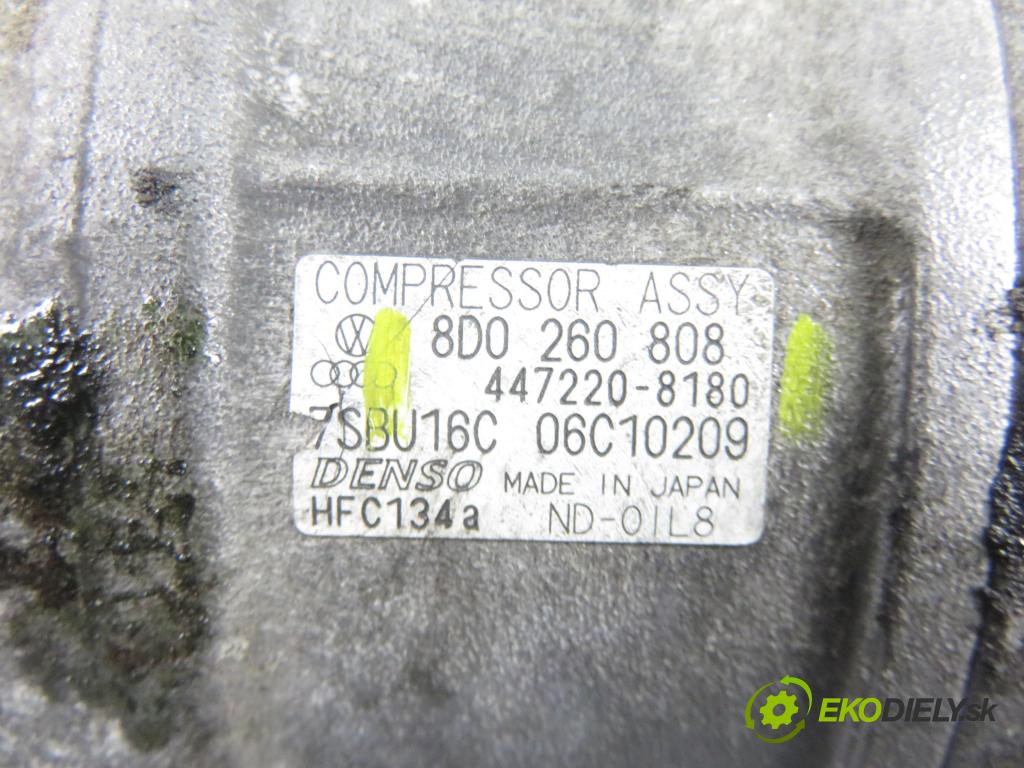 COMPRESSOR ASSY
8D0 260 808
447220-8180
7SBU16C 06C10209
DENSO MADE IN JAPAN
HFC134a ND-OIL8
EKODIELY.sk